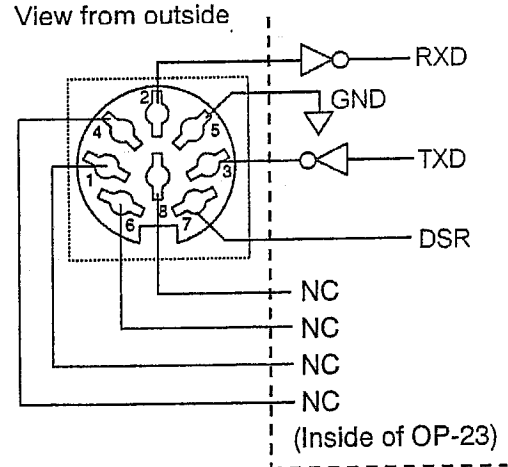 View from outside
RXD
GND
2
4
5
TXD
1
3
6
8
7
DSR
NC
NC
NC
NC
(Inside of OP-23)